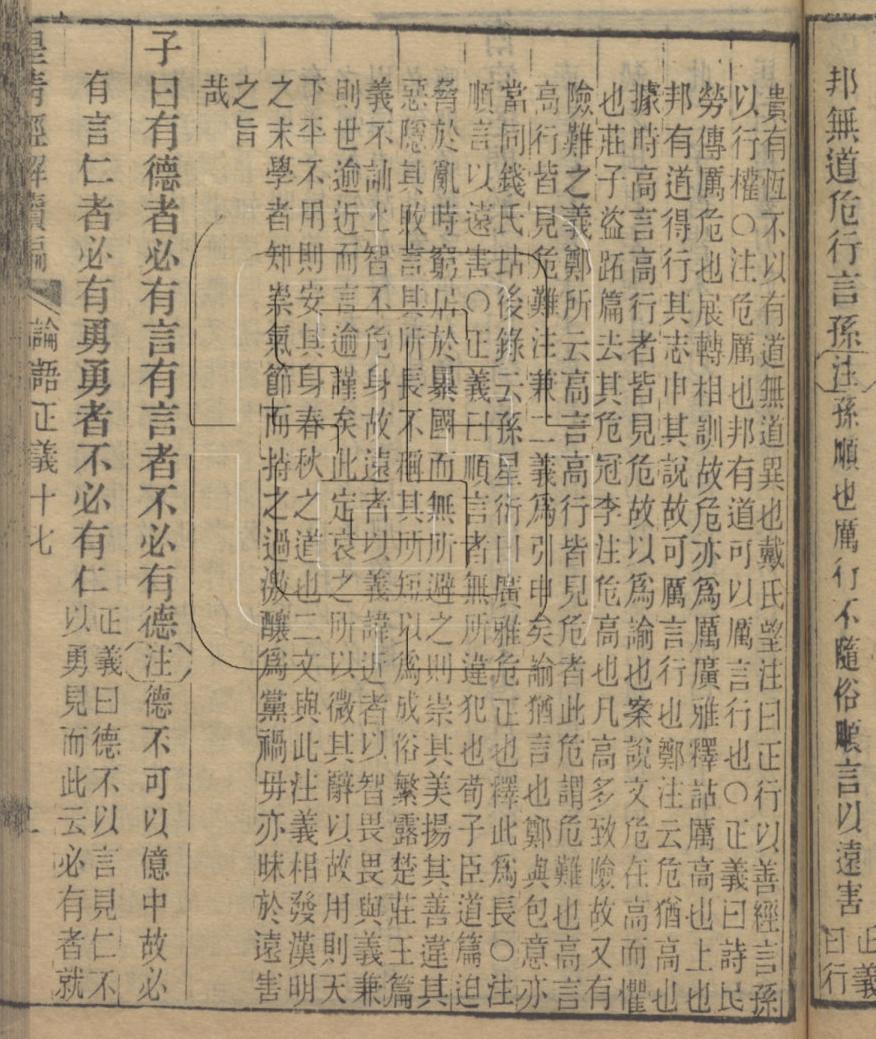 邦無道危行言孫注孫順也厲行不隨俗順言以遠害
正義
曰行
貴有恆不以有道無道異也戴氏望注曰正行以善經言孫
以行權○注危厲也邦有道可以厲言行也○正義曰詩民
勞傳厲危也展轉相訓故危亦為厲廣雅釋詁厲高也上也
邦有道得行其志申其說故可厲言行也鄭注云危猶高也
據時高言高行者皆見危故以為諭也案說文危在高而懼
也莊子盜跖篇去其危冠李注危高也凡高多致險故又有
險難之義鄭所云高言高行皆見危者此危謂危難也高言
高行皆見危難注兼二義為引申矣諭猶言也鄭與包意亦
當同錢氏坫後錄云孫星衍曰廣雅危正也釋此為長○注
順言以遠害○正義曰順言者無所違犯也荀子臣道篇迫
脅於亂時窮居於暴國而無所避之則崇其美揚其善違其
惡隱其敗言其所長不稱其所短以為成俗繁露楚莊王篇
義不訕上智不危身故遠者以義諱近者以智畏畏與義兼
則世逾近而言逾謹矣此定哀之所以微其辭以故用則天
下平不用則安其身春秋之道也二文與此注義相發漢明
之末學者知崇氣節而持之過激釀為黨禍毋亦昧於遠害
之旨
哉
子曰有德者必有言有言者不必有德注德不可以億中故必
有言仁者必有勇勇者不必有仁
正義曰德不以言見仁不
以勇見而此云必有者就
皇清經解續編 論語正義十七